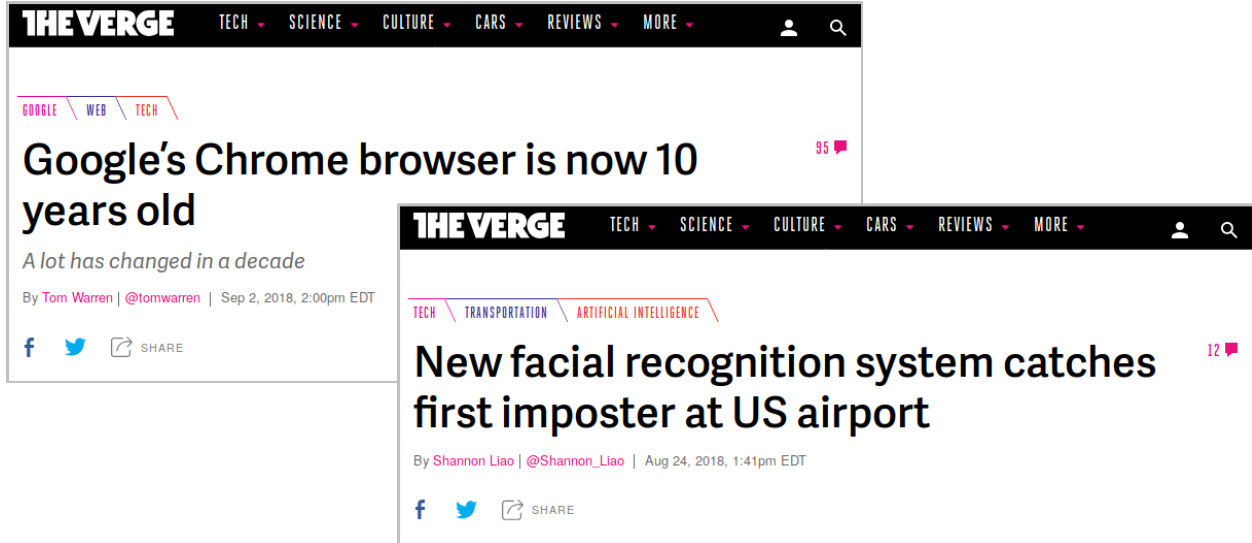 THE VERGE TECH SCIENCE CULTURE CARS REVIEWS MORE
GOOGLE WEB TECH
Google's Chrome browser is now 10
years old
95
A lot has changed in a decade
By Tom Warren | @tomwarren | Sep 2, 2018, 2:00pm EDT
f SHARE
THE VERGE TECH SCIENCE CULTURE CARS REVIEWS MORE
TECH TRANSPORTATION ARTIFICIAL INTELLIGENCE
New facial recognition system catches
first imposter at US airport
12
By Shannon Liao | @Shannon_Liao | Aug 24, 2018, 1:41pm EDT
f SHARE